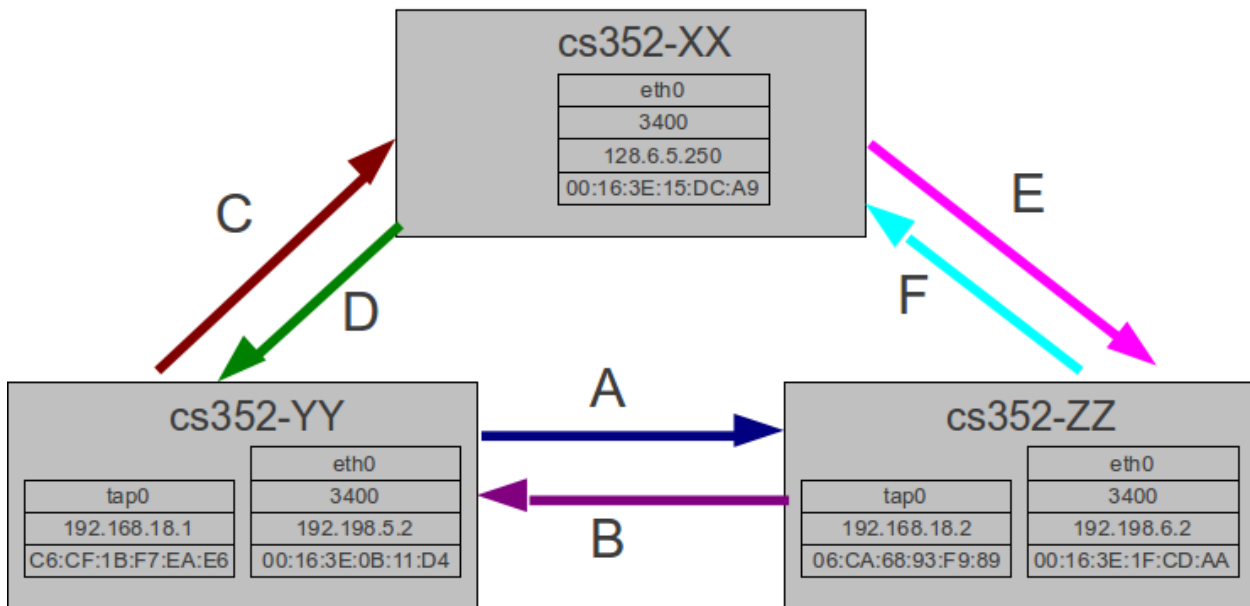 cs352-XX
eth0
3400
128.6.5.250
00:16:3E:15:DC:A9
C
E
D
F
cs352-YY
eth0
tap0
3400
192.168.18.1
192.198.5.2
C6:CF:1B:F7:EA:E6
00:16:3E:0B:11:D4
A
B
cs352-ZZ
eth0
tap0
3400
192.168.18.2
192.198.6.2
06:CA:68:93:F9:89
00:16:3E:1F:CD:AA